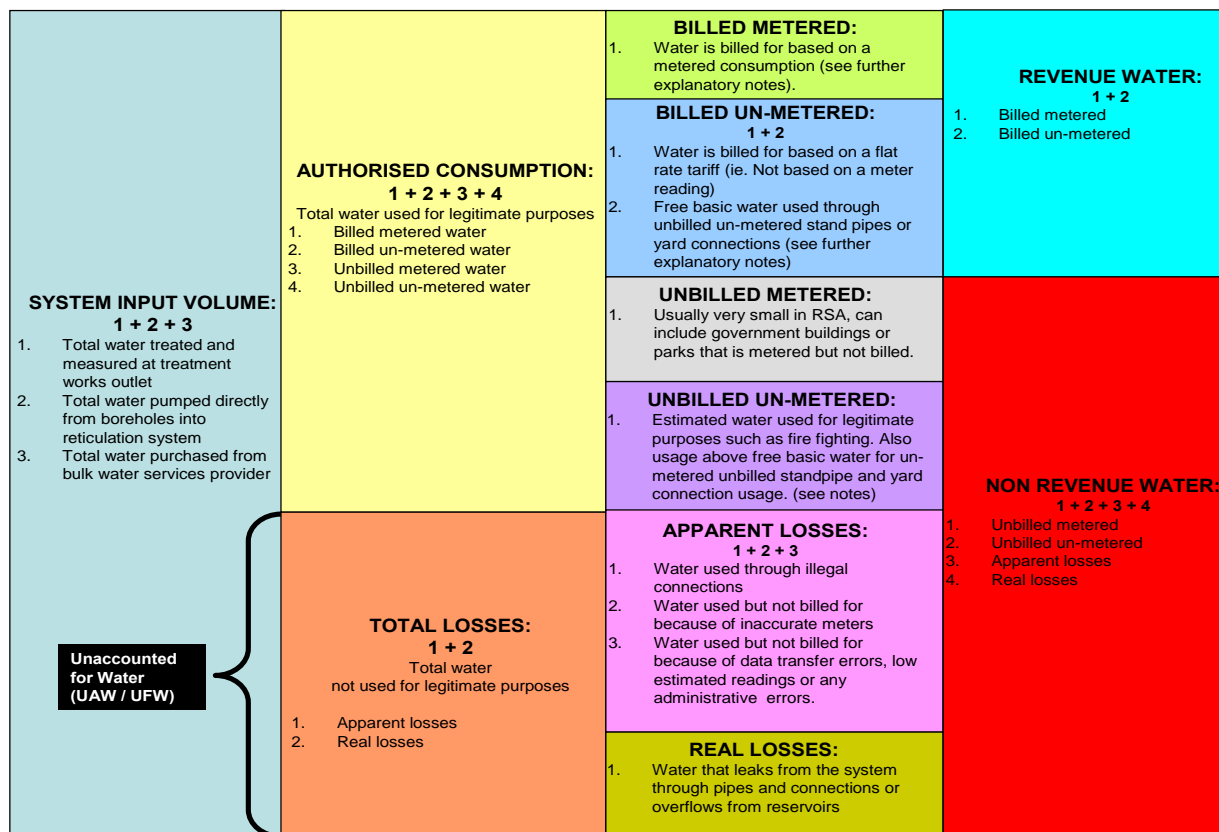 SYSTEM INPUT VOLUME:
1 + 2 + 3
1. Total water treated and
measured at treatment
works outlet
2. Total water pumped directly
from boreholes into
reticulation system
3. Total water purchased from
bulk water services provider
Unaccounted
for Water
(UAW / UFW)
AUTHORISED CONSUMPTION:
1 + 2 + 3 + 4
Total water used for legitimate purposes
1. Billed metered water
2. Billed un-metered water
3. Unbilled metered water
4. Unbilled un-metered water
TOTAL LOSSES:
1 + 2
Total water
not used for legitimate purposes
1. Apparent losses
2. Real losses
BILLED METERED:
1. Water is billed for based on a
metered consumption (see further
explanatory notes).
BILLED UN-METERED:
1 + 2
1. Water is billed for based on a flat
rate tariff (ie. Not based on a meter
reading)
2. Free basic water used through
unbilled un-metered stand pipes or
yard connections (see further
explanatory notes)
UNBILLED METERED:
1. Usually very small in RSA, can
include government buildings or
parks that is metered but not billed.
UNBILLED UN-METERED:
1. Estimated water used for legitimate
purposes such as fire fighting. Also
usage above free basic water for un-
metered unbilled standpipe and yard
connection usage. (see notes)
APPARENT LOSSES:
1 + 2 + 3
1. Water used through illegal
connections
2. Water used but not billed for
because of inaccurate meters
3. Water used but not billed for
because of data transfer errors, low
estimated readings or any
administrative errors.
REAL LOSSES:
1. Water that leaks from the system
through pipes and connections or
overflows from reservoirs
REVENUE WATER:
1 + 2
1. Billed metered
2. Billed un-metered
NON REVENUE WATER:
1 + 2 + 3 + 4
1. Unbilled metered
2. Unbilled un-metered
3. Apparent losses
4. Real losses